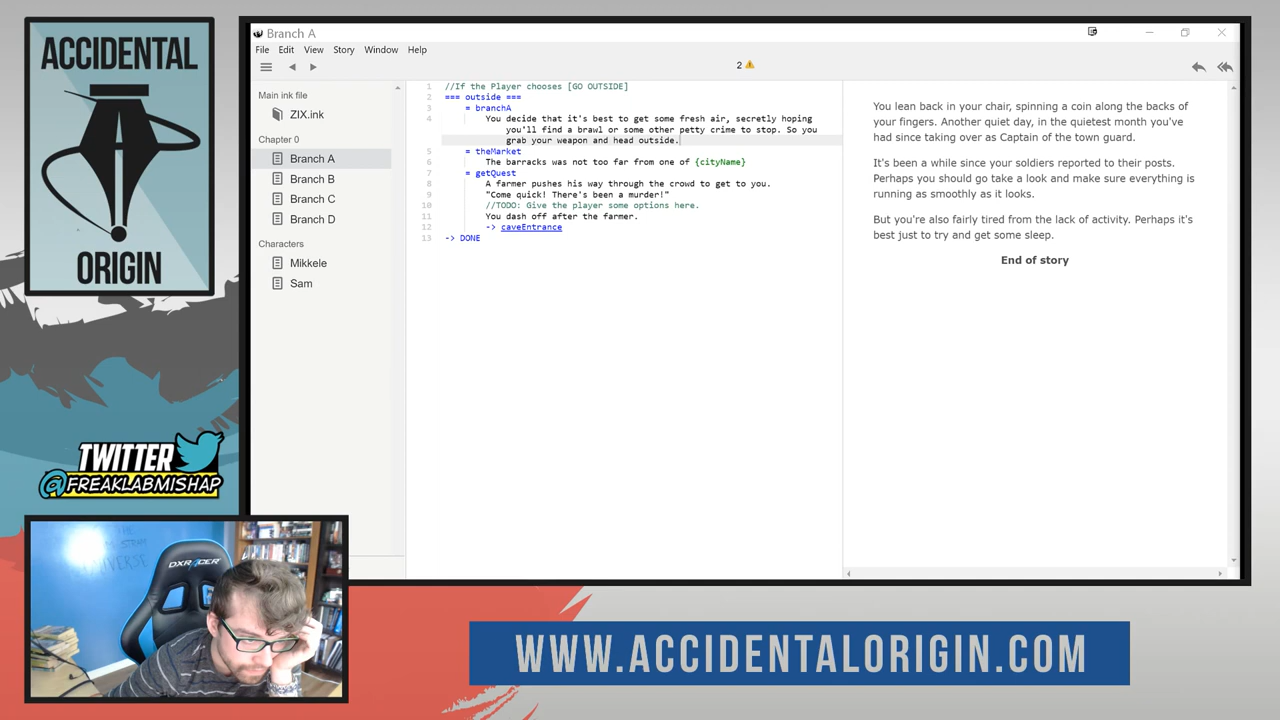 ACCIDENTAL
ORIGIN
TWITTER
@FREAKLABMISHAP
DXRACER
WWW.ACCIDENTALORIGIN.COM
Branch A
File Edit View Story Window Help
2
Main ink file
ZIX.ink
Chapter 0
Branch A
Branch B
Branch C
Branch D
Characters
Mikkele
Sam
1 //If the Player chooses [GO OUTSIDE]
2 === outside ===
3 = branchA
4 You decide that it's best to get some fresh air, secretly hoping
you'll find a brawl or some other petty crime to stop. So you
grab your weapon and head outside.
5 = theMarket
6 The barracks was not too far from one of {cityName}
7 = getQuest
8 A farmer pushes his way through the crowd to get to you.
9 "Come quick! There's been a murder!"
10 //TODO: Give the player some options here.
11 You dash off after the farmer.
12 -> caveEntrance
13 -> DONE
You lean back in your chair, spinning a coin along the backs of
your fingers. Another quiet day, in the quietest month you've
had since taking over as Captain of the town guard.
It's been a while since your soldiers reported to their posts.
Perhaps you should go take a look and make sure everything is
running as smoothly as it looks.
But you're also fairly tired from the lack of activity. Perhaps it's
best just to try and get some sleep.
End of story